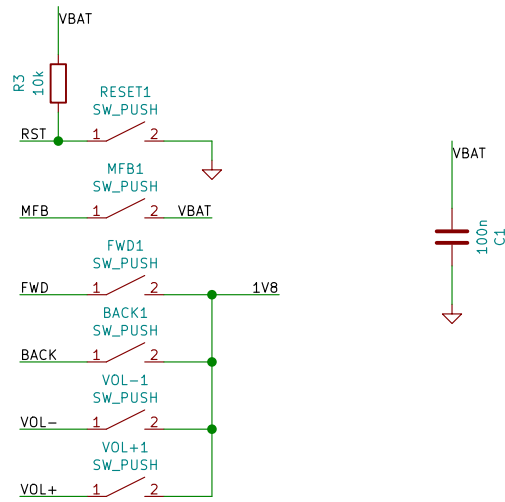 VBAT
R3
10k
RESET1
SW_PUSH
RST
1
2
MFB1
SW_PUSH
MFB
1
2
VBAT
FWD1
SW_PUSH
FWD
1
2
1V8
BACK1
SW_PUSH
BACK
1
2
VOL-1
SW_PUSH
VOL-
1
2
VOL+1
SW_PUSH
VOL+
1
2
VBAT
100n
C1